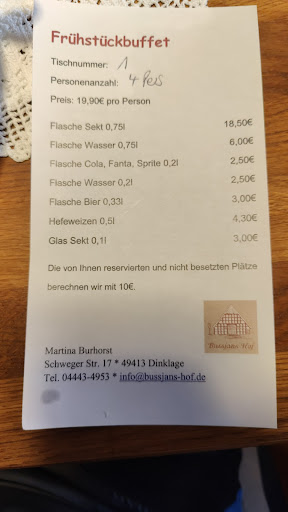 Frühstückbuffet
Tischnummer: 1
Personenanzahl: 4 Pers
Preis: 19,90€ pro Person
Flasche Sekt 0,75l 18,50€
Flasche Wasser 0,75l 6,00€
Flasche Cola, Fanta, Sprite 0,2l 2,50€
Flasche Wasser 0,2l 2,50€
Flasche Bier 0,33l 3,00€
Hefeweizen 0,5l 4,30€
Glas Sekt 0,1l 3,00€
Die von Ihnen reservierten und nicht besetzten Plätze
berechnen wir mit 10€.
Bussjans Hof
Martina Burhorst
Schweger Str. 17 * 49413 Dinklage
Tel. 04443-4953 * info@bussjans-hof.de